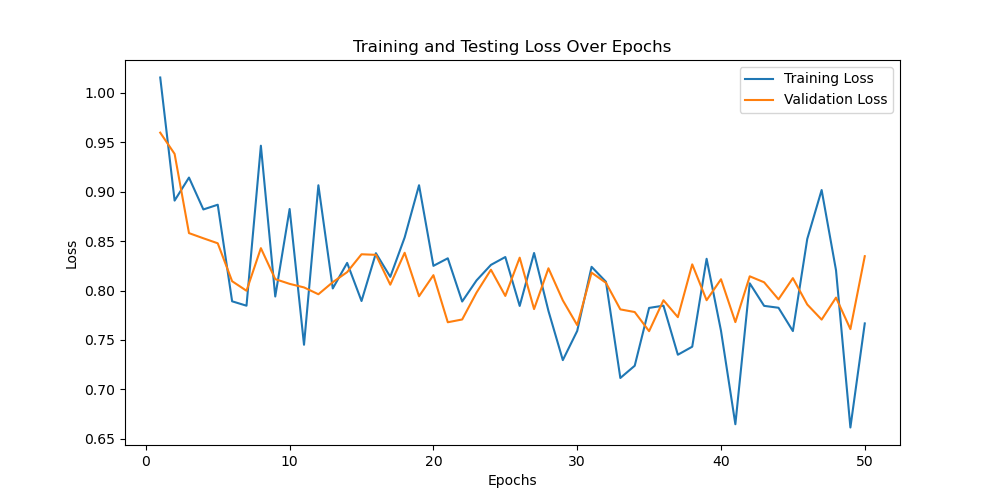 Training and Testing Loss Over Epochs
Training Loss
Validation Loss
1.00
0.95
0.90
0.85
0.80
0.75
0.70
0.65
Loss
0 10 20 30 40 50
Epochs